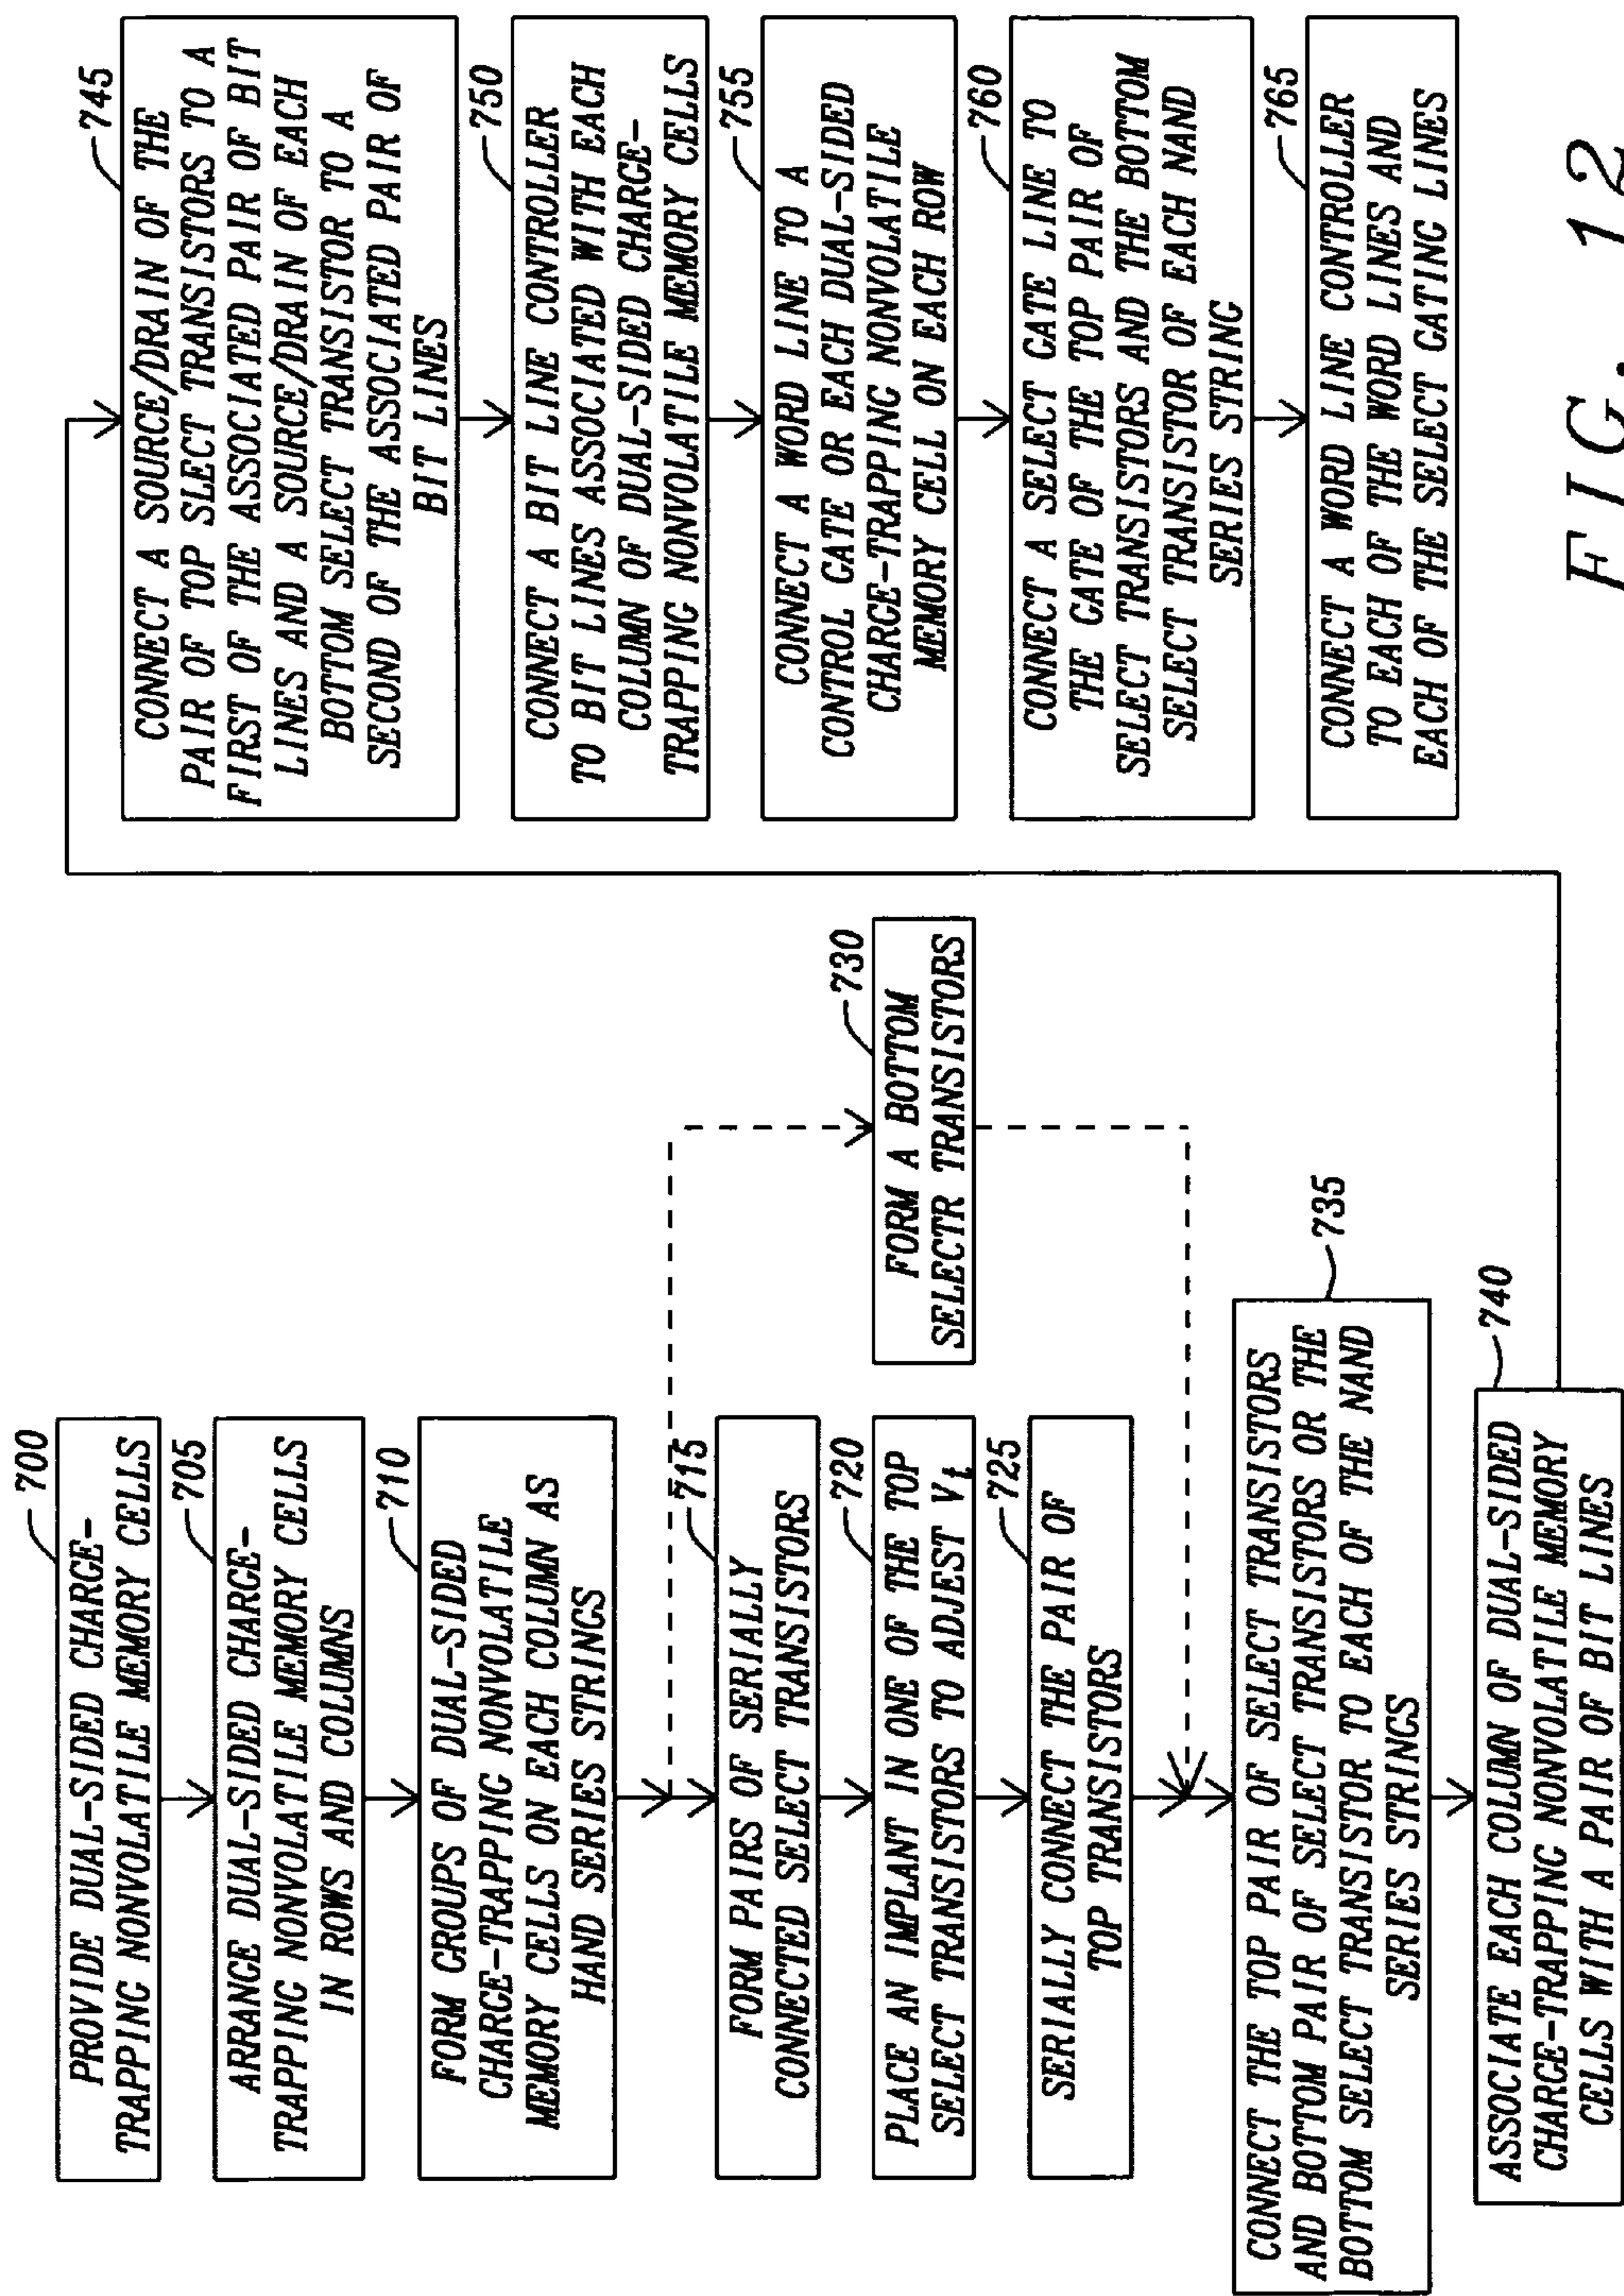 700
PROVIDE DUAL-SIDED CHARGE-
TRAPPING NONVOLATILE MEMORY CELLS
705
ARRANGE DUAL-SIDED CHARGE-
TRAPPING NONVOLATILE MEMORY CELLS
IN ROWS AND COLUMNS
710
FORM GROUPS OF DUAL-SIDED
CHARGE-TRAPPING NONVOLATILE
MEMORY CELLS ON EACH COLUMN AS
HAND SERIES STRINGS
715
FORM PAIRS OF SERIALLY
CONNECTED SELECT TRANSISTORS
720
PLACE AN IMPLANT IN ONE OF THE TOP
SELECT TRANSISTORS TO ADJEST Vt
725
SERIALLY CONNECT THE PAIR OF
TOP TRANSISTORS
730
FORM A BOTTOM
SELECTR TRANSISTORS
735
CONNECT THE TOP PAIR OF SELECT TRANSISTORS
AND BOTTOM PAIR OF SELECT TRANSISTORS OR THE
BOTTOM SELECT TRANSISTOR TO EACH OF THE NAND
SERIES STRINGS
740
ASSOCIATE EACH COLUMN OF DUAL-SIDED
CHARGE-TRAPPING NONVOLATILE MEMORY
CELLS WITH A PAIR OF BIT LINES
745
CONNECT A SOURCE/DRAIN OF THE
PAIR OF TOP SLECT TRANSISTORS TO A
FIRST OF THE ASSOCIATED PAIR OF BIT
LINES AND A SOURCE/DRAIN OF EACH
BOTTOM SELECT TRANSISTOR TO A
SECOND OF THE ASSOCIATED PAIR OF
BIT LINES
750
CONNECT A BIT LINE CONTROLLER
TO BIT LINES ASSOCIATED WITH EACH
COLUMN OF DUAL-SIDED CHARGE-
TRAPPING NONVOLATILE MEMORY CELLS
755
CONNECT A WORD LINE TO A
CONTROL GATE OR EACH DUAL-SIDED
CHARGE-TRAPPING NONVOLATILE
MEMORY CELL ON EACH ROW
760
CONNECT A SELECT GATE LINE TO
THE GATE OF THE TOP PAIR OF
SELECT TRANSISTORS AND THE BOTTOM
SELECT TRANSISTOR OF EACH NAND
SERIES STRING
765
CONNECT A WORD LINE CONTROLLER
TO EACH OF THE WORD LINES AND
EACH OF THE SELECT GATING LINES
FIG. 12